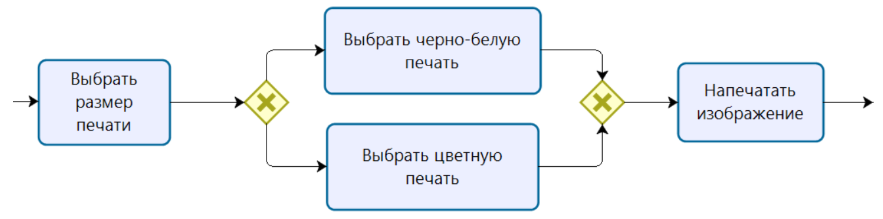 Выбрать
размер
печати
Выбрать черно-белую
печать
Выбрать цветную
печать
Напечатать
изображение